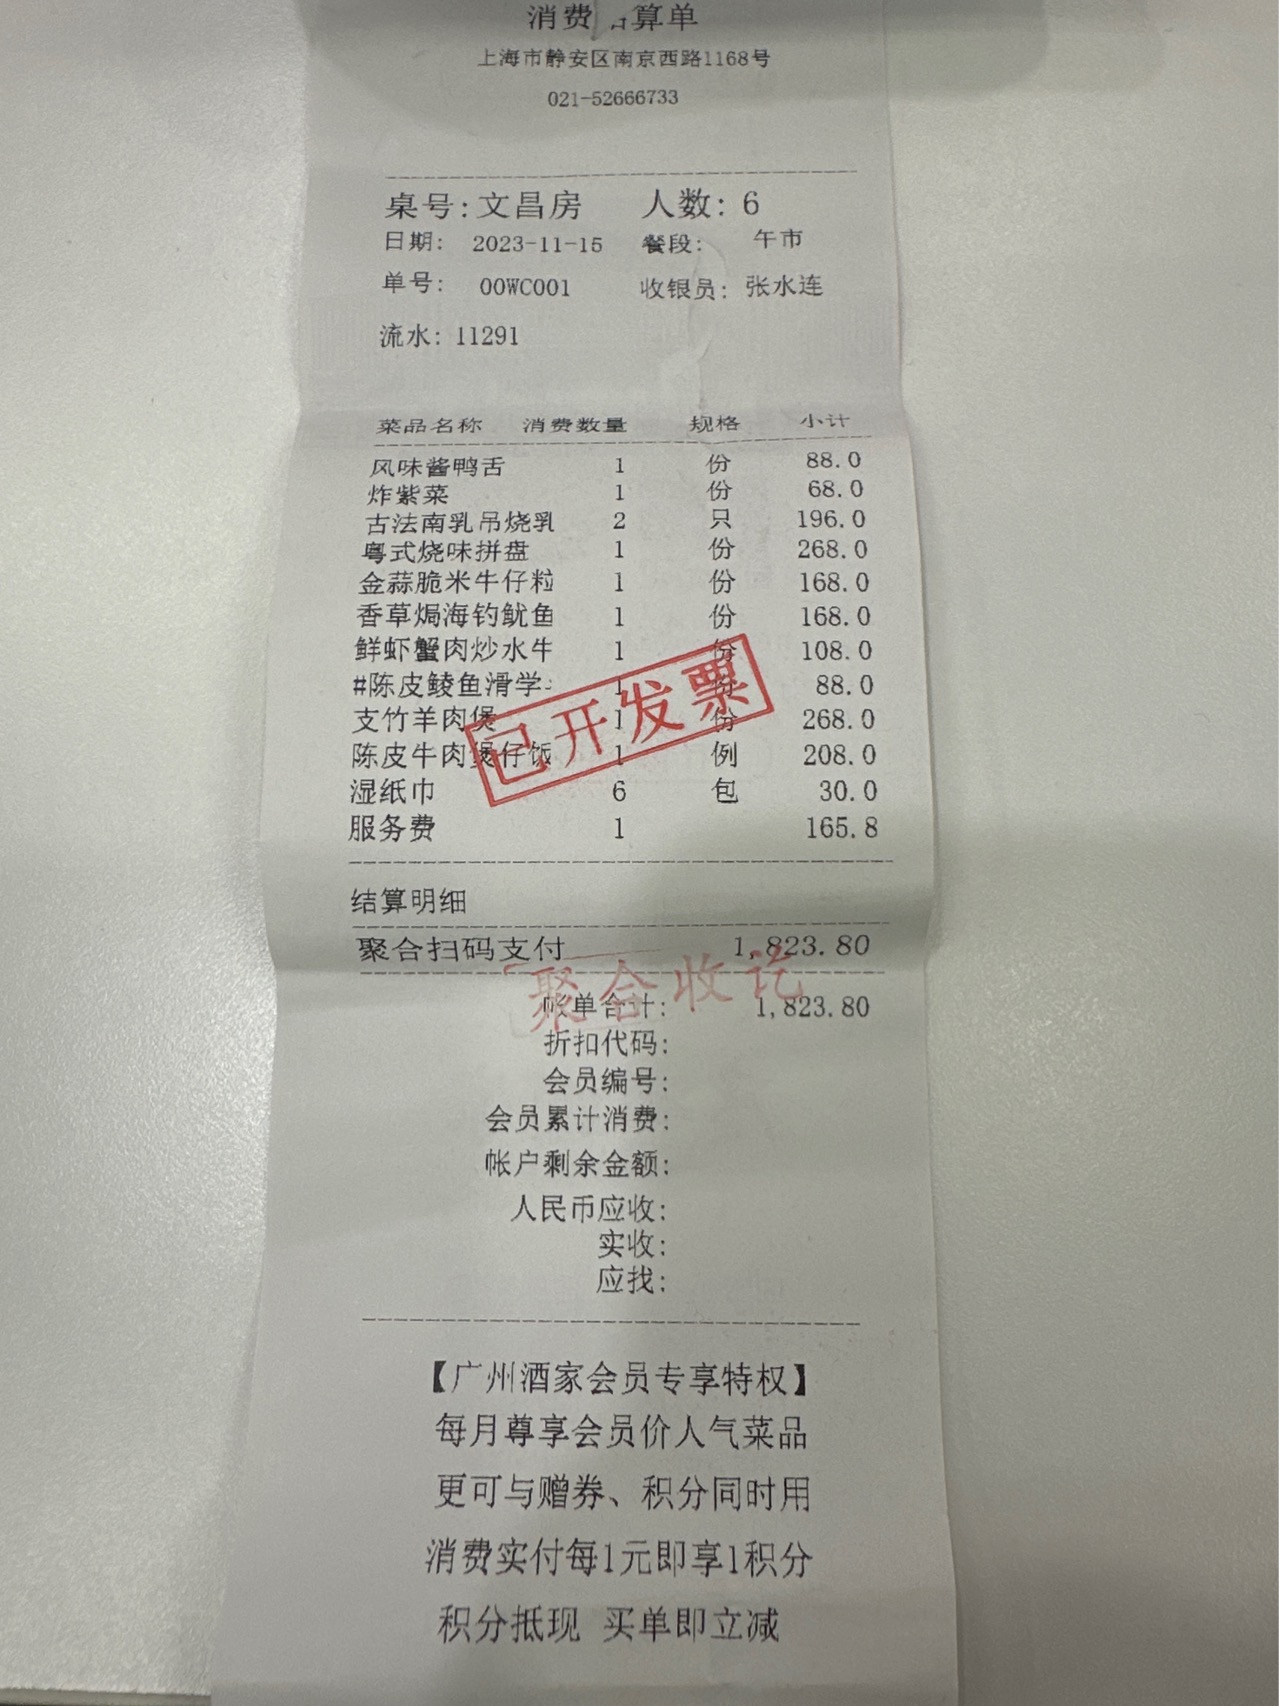 消费 算单
上海市静安区南京西路1168号
021-52666733
桌号: 文昌房 人数: 6
日期: 2023-11-15 餐段: 午市
单号: 00WC001 收银员: 张水连
流水: 11291
菜品名称 消费数量 规格 小计
风味酱鸭舌 1 份 88.0
炸紫菜 1 份 68.0
古法南乳吊烧乳 2 只 196.0
粤式烧味拼盘 1 份 268.0
金蒜脆米牛仔粒 1 份 168.0
香草焗海钓鱿鱼 1 份 168.0
鲜虾蟹肉炒水牛 1 份 108.0
#陈皮鲮鱼滑学 1 份 88.0
支竹羊肉煲 1 份 268.0
陈皮牛肉煲仔饭 1 例 208.0
已开发票
湿纸巾 6 包 30.0
服务费 1 165.8
结算明细
聚合扫码支付 1,823.80
聚合收讫
帐单合计: 1,823.80
折扣代码:
会员编号:
会员累计消费:
帐户剩余金额:
人民币应收:
实收:
应找:
【广州酒家会员专享特权】
每月尊享会员价人气菜品
更可与赠券、积分同时用
消费实付每1元即享1积分
积分抵现 买单即立减